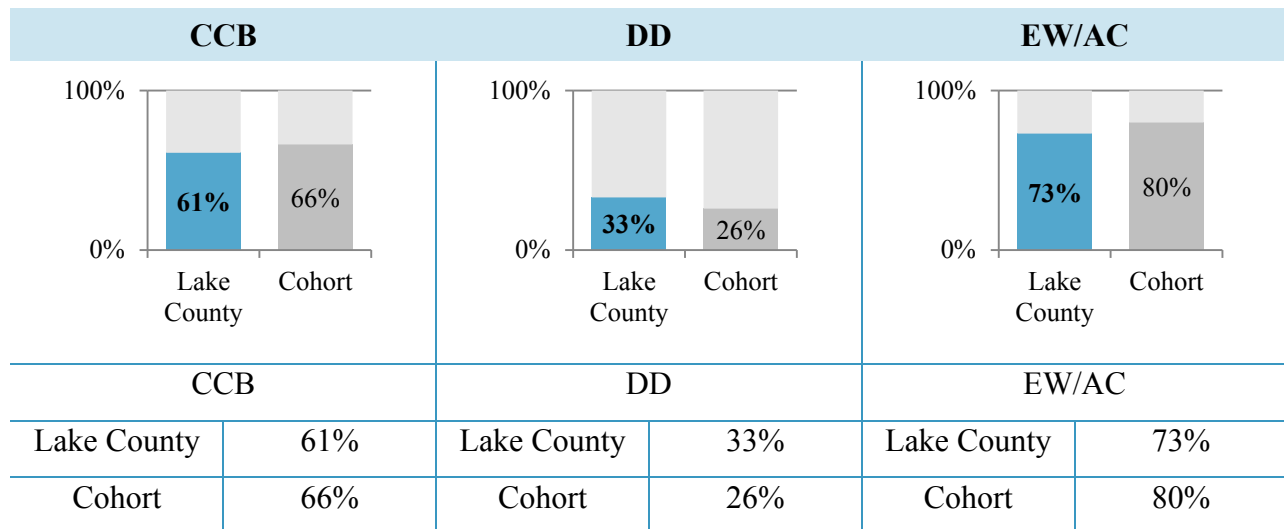 CCB DD EW/AC
100% 100% 100%
61% 66% 33% 26% 73% 80%
0% 0% 0%
Lake Cohort Lake Cohort Lake Cohort
County County County
CCB DD EW/AC
Lake County 61% Lake County 33% Lake County 73%
Cohort 66% Cohort 26% Cohort 80%